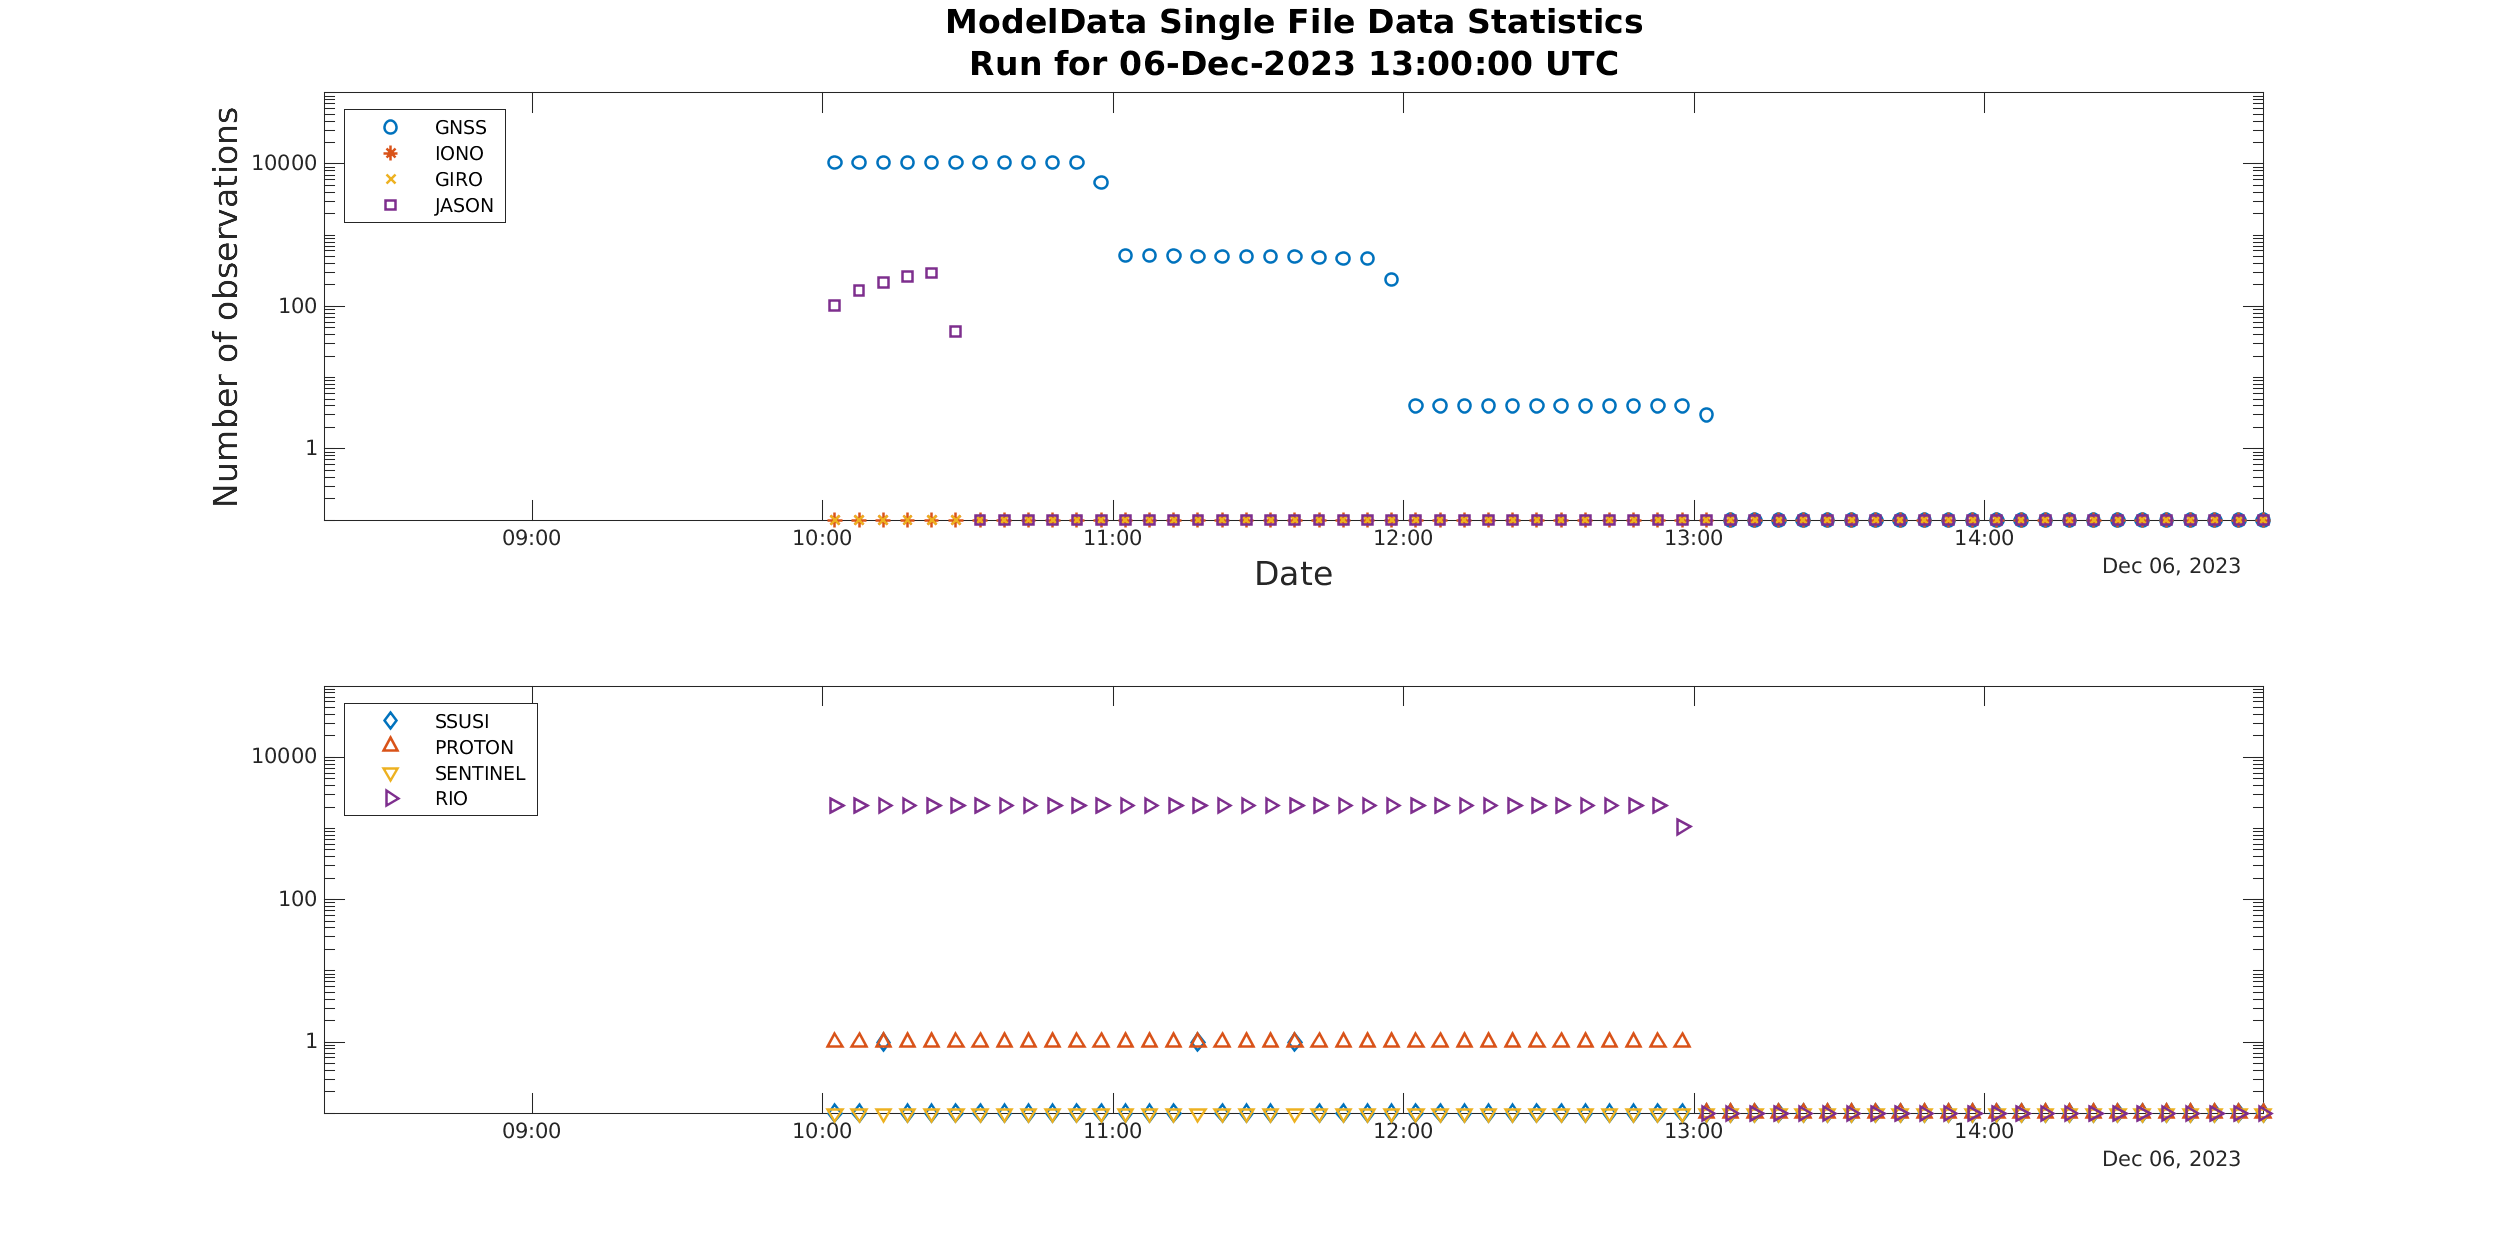 ModelData Single File Data Statistics
Run for 06-Dec-2023 13:00:00 UTC
Number of observations
10000
100
1
GNSS
IONO
GIRO
JASON
09:00 10:00 11:00 12:00 13:00 14:00
Dec 06, 2023
Date
10000
100
1
SSUSI
PROTON
SENTINEL
RIO
09:00 10:00 11:00 12:00 13:00 14:00
Dec 06, 2023